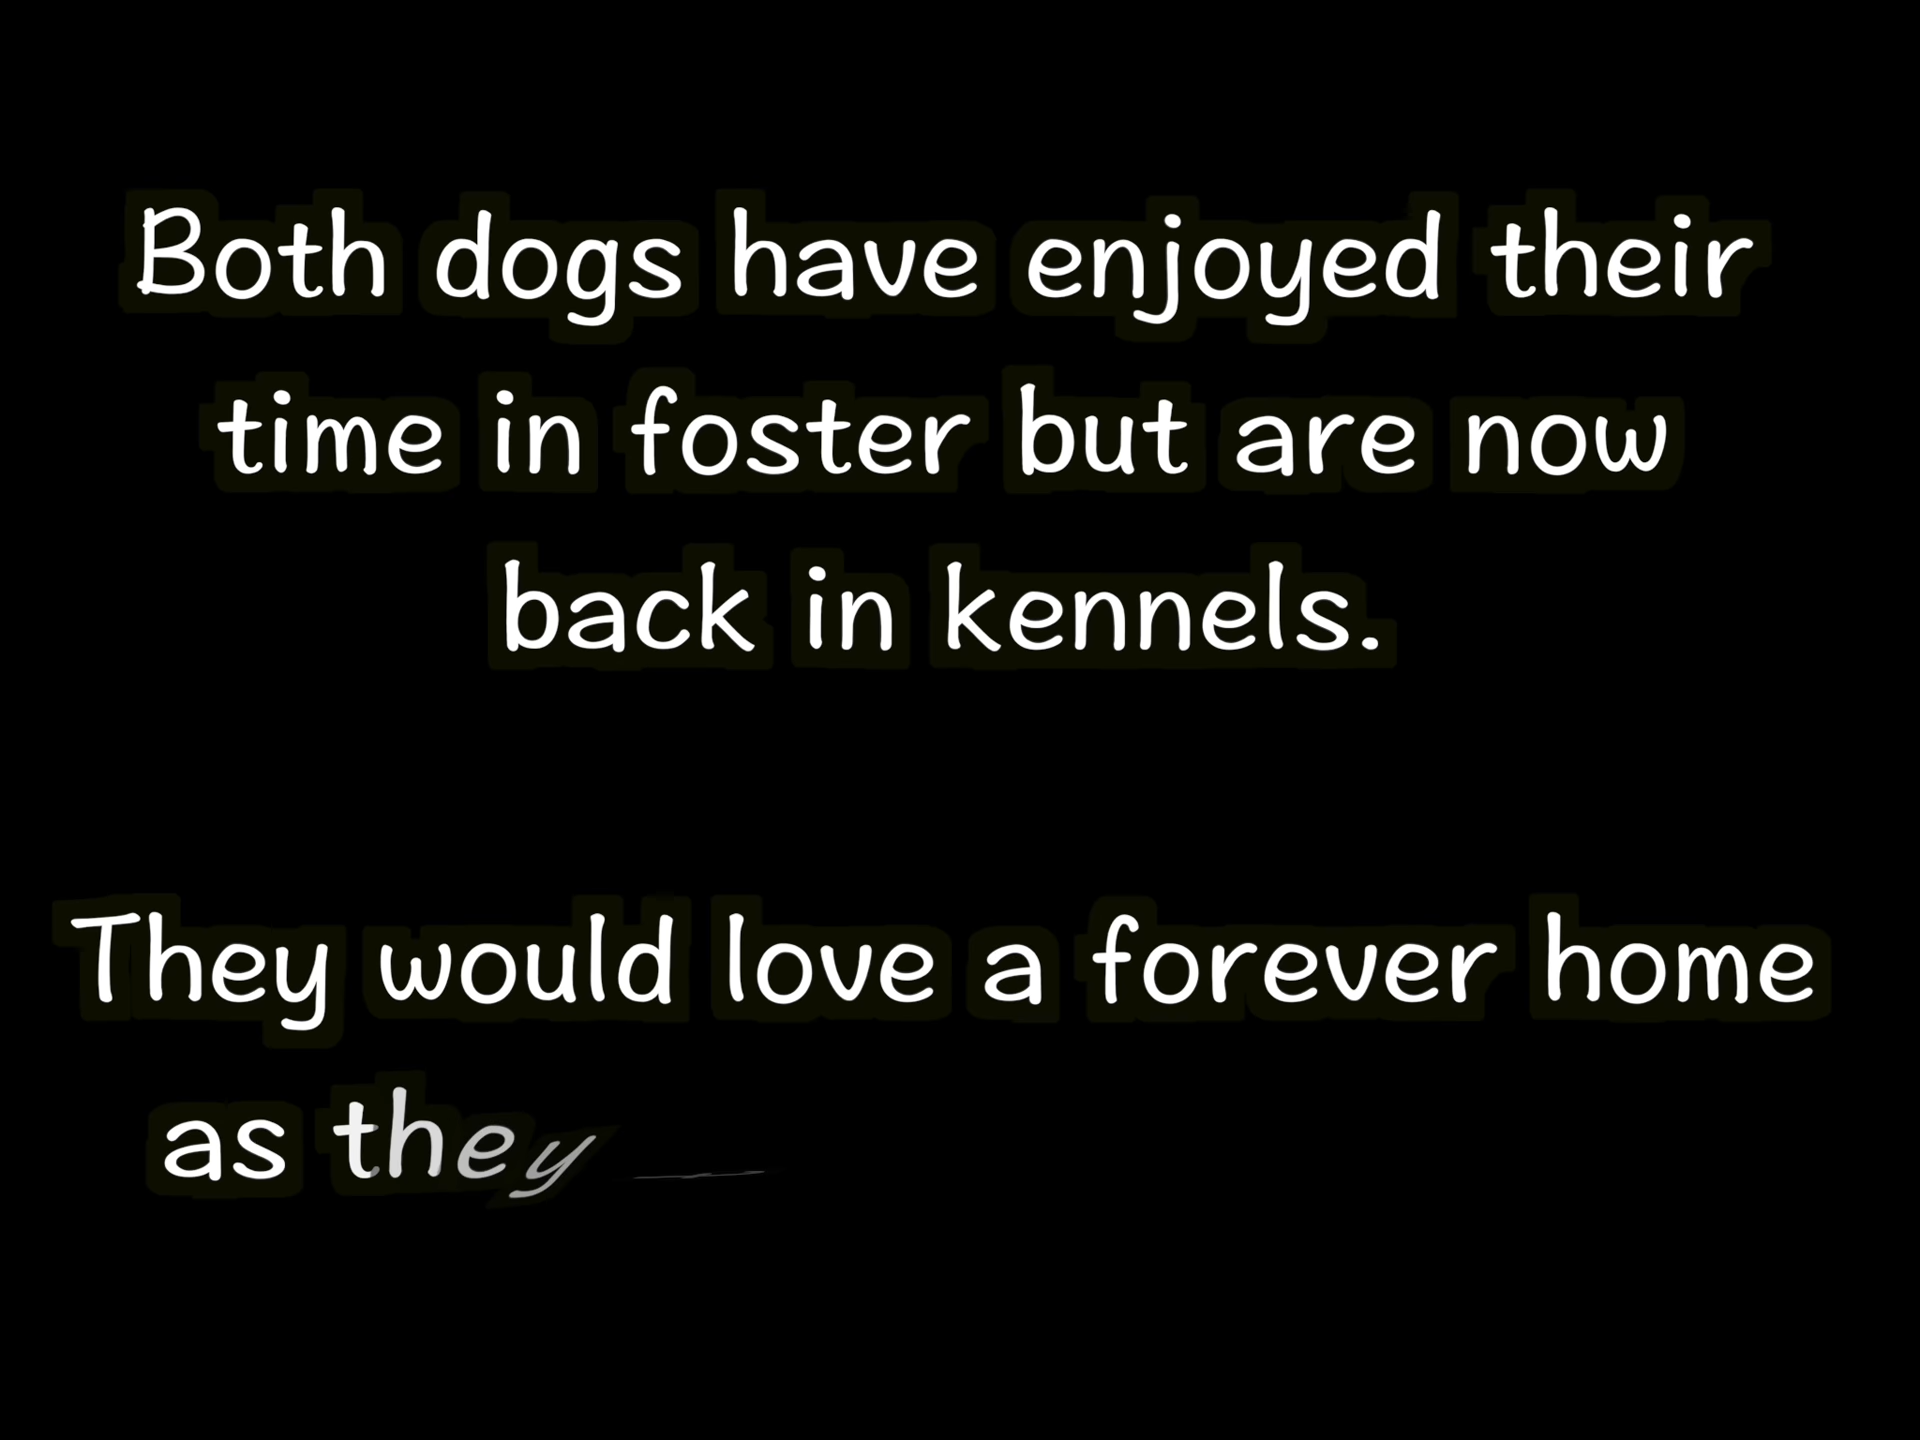 Both dogs have enjoyed their
time in foster but are now
back in kennels.
They would love a forever home
as they